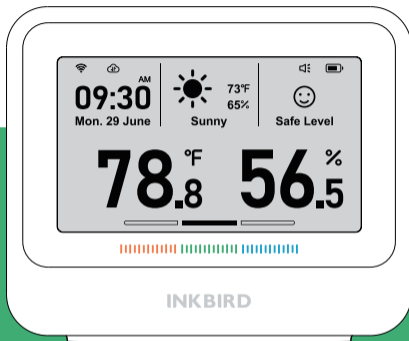 AM
09:30
Mon. 29 June
73°F
65%
Sunny
Safe Level
78.8 °F
56.5 %
INKBIRD